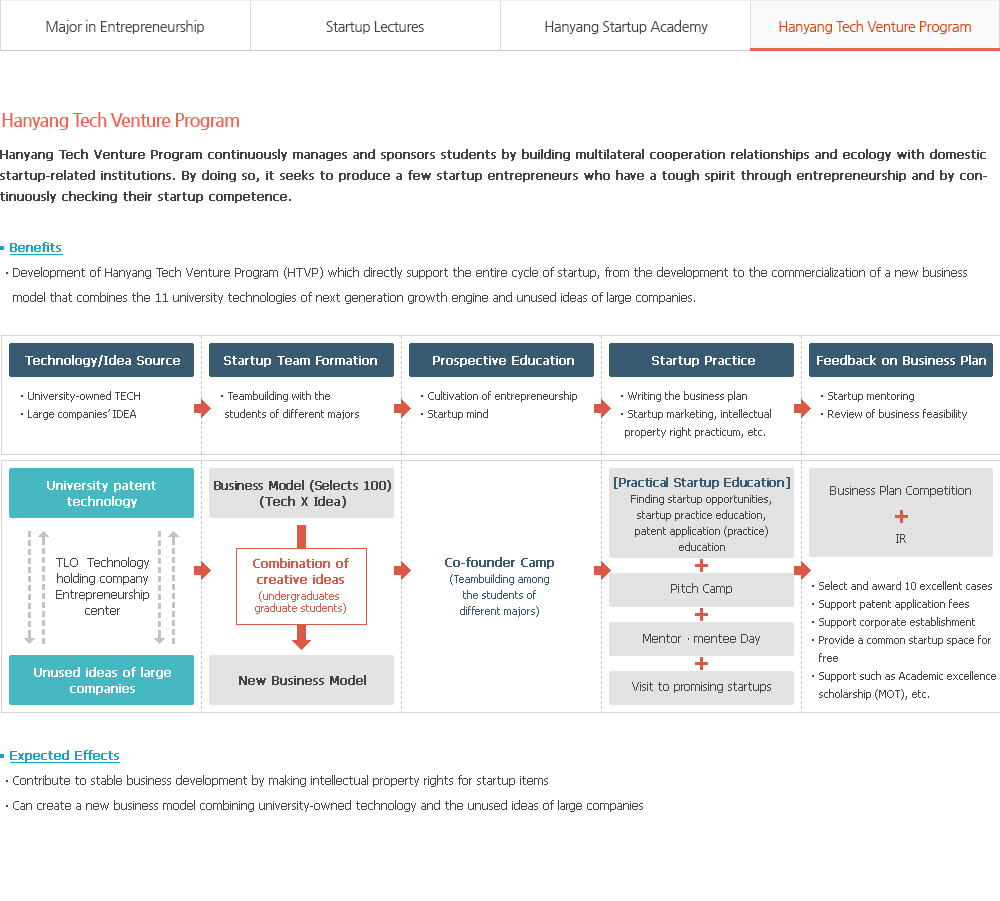 Major in Entrepreneurship
Startup Lectures
Hanyang Startup Academy
Hanyang Tech Venture Program
Hanyang Tech Venture Program
Hanyang Tech Venture Program continuously manages and sponsors students by building multilateral cooperation relationships and ecology with domestic
startup-related institutions. By doing so, it seeks to produce a few startup entrepreneurs who have a tough spirit through entrepreneurship and by con-
tinuously checking their startup competence.
Benefits
· Development of Hanyang Tech Venture Program (HTVP) which directly support the entire cycle of startup, from the development to the commercialization of a new business
model that combines the 11 university technologies of next generation growth engine and unused ideas of large companies.
Technology/Idea Source
· University-owned TECH
· Large companies’ IDEA
Startup Team Formation
· Teambuilding with the
students of different majors
Prospective Education
· Cultivation of entrepreneurship
· Startup mind
Startup Practice
· Writing the business plan
· Startup marketing, intellectual
property right practicum, etc.
Feedback on Business Plan
· Startup mentoring
· Review of business feasibility
University patent
technology
TLO Technology
holding company
Entrepreneurship
center
Unused ideas of large
companies
Business Model (Selects 100)
(Tech X Idea)
Combination of
creative ideas
(undergraduates
graduate students)
New Business Model
Co-founder Camp
(Teambuilding among
the students of
different majors)
[Practical Startup Education]
Finding startup opportunities,
startup practice education,
patent application (practice)
education
+
Pitch Camp
+
Mentor · mentee Day
+
Visit to promising startups
Business Plan Competition
+
IR
· Select and award 10 excellent cases
· Support patent application fees
· Support corporate establishment
· Provide a common startup space for
free
· Support such as Academic excellence
scholarship (MOT), etc.
Expected Effects
· Contribute to stable business development by making intellectual property rights for startup items
· Can create a new business model combining university-owned technology and the unused ideas of large companies